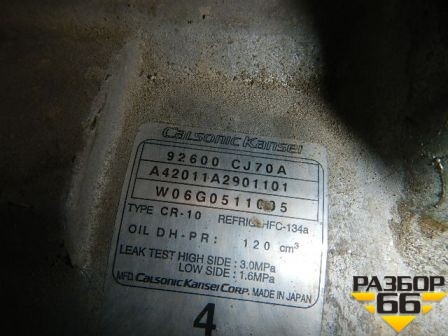 Calsonic Kansei
92600 CJ70A
A42011A2901101
W06G0511005
TYPE CR-10 REFRIG.HFC-134a
OIL DH-PR: 120 cm³
LEAK TEST HIGH SIDE : 3.0MPa
LOW SIDE : 1.6MPa
MFD. Calsonic Kansei Corp. MADE IN JAPAN
4
РАЗБОР
66